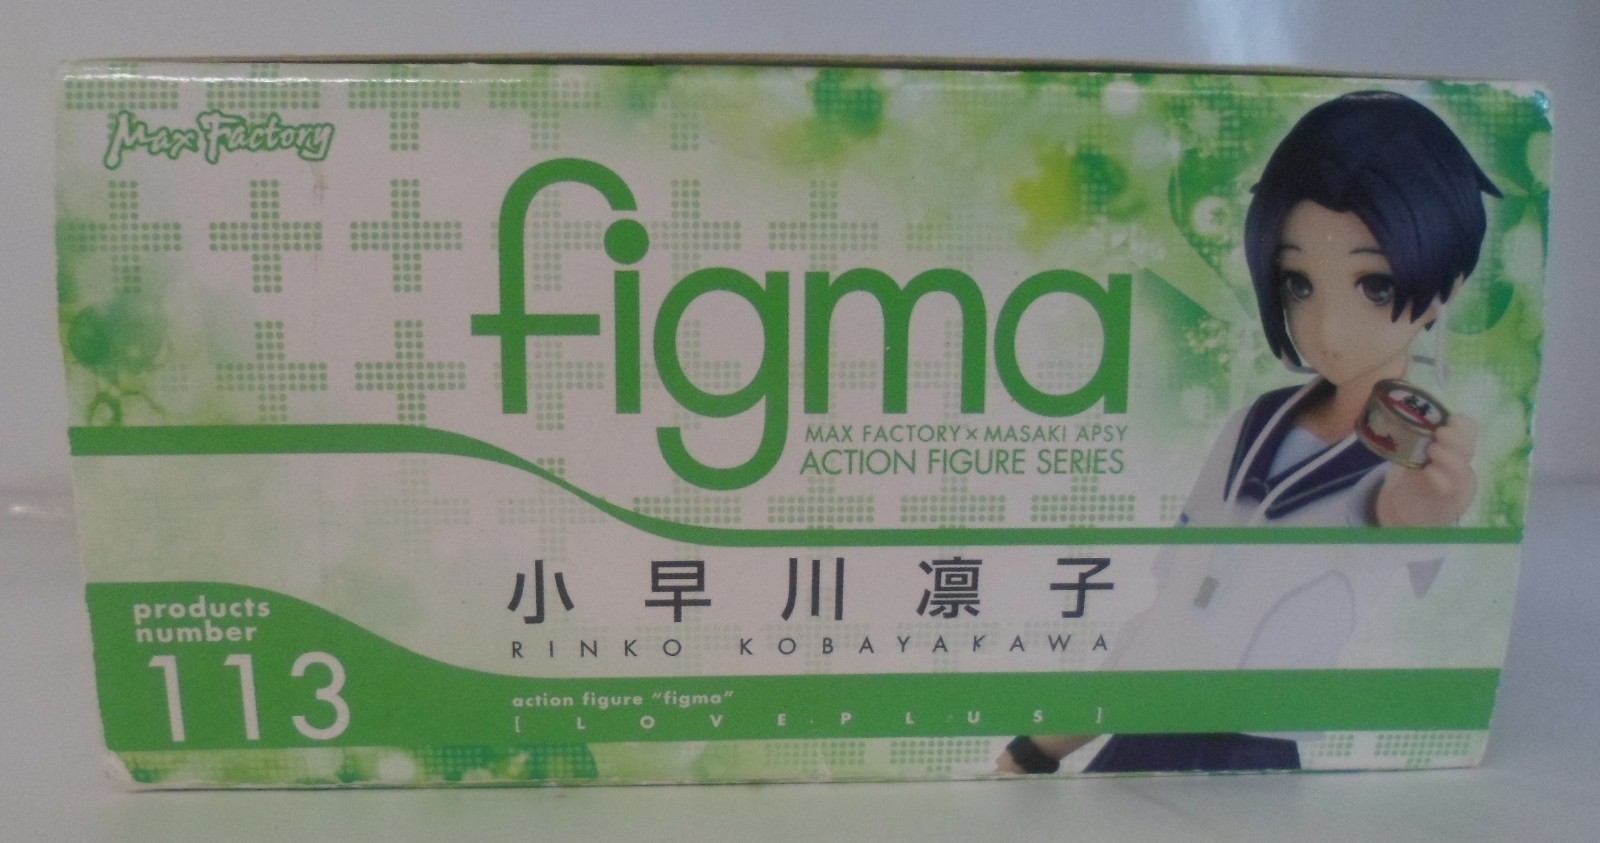 Max Factory
figma
MAX FACTORY×MASAKI APSY
ACTION FIGURE SERIES
小早川凛子
RINKO KOBAYAKAWA
products
number
113
action figure "figma"
[LOVEPLUS]